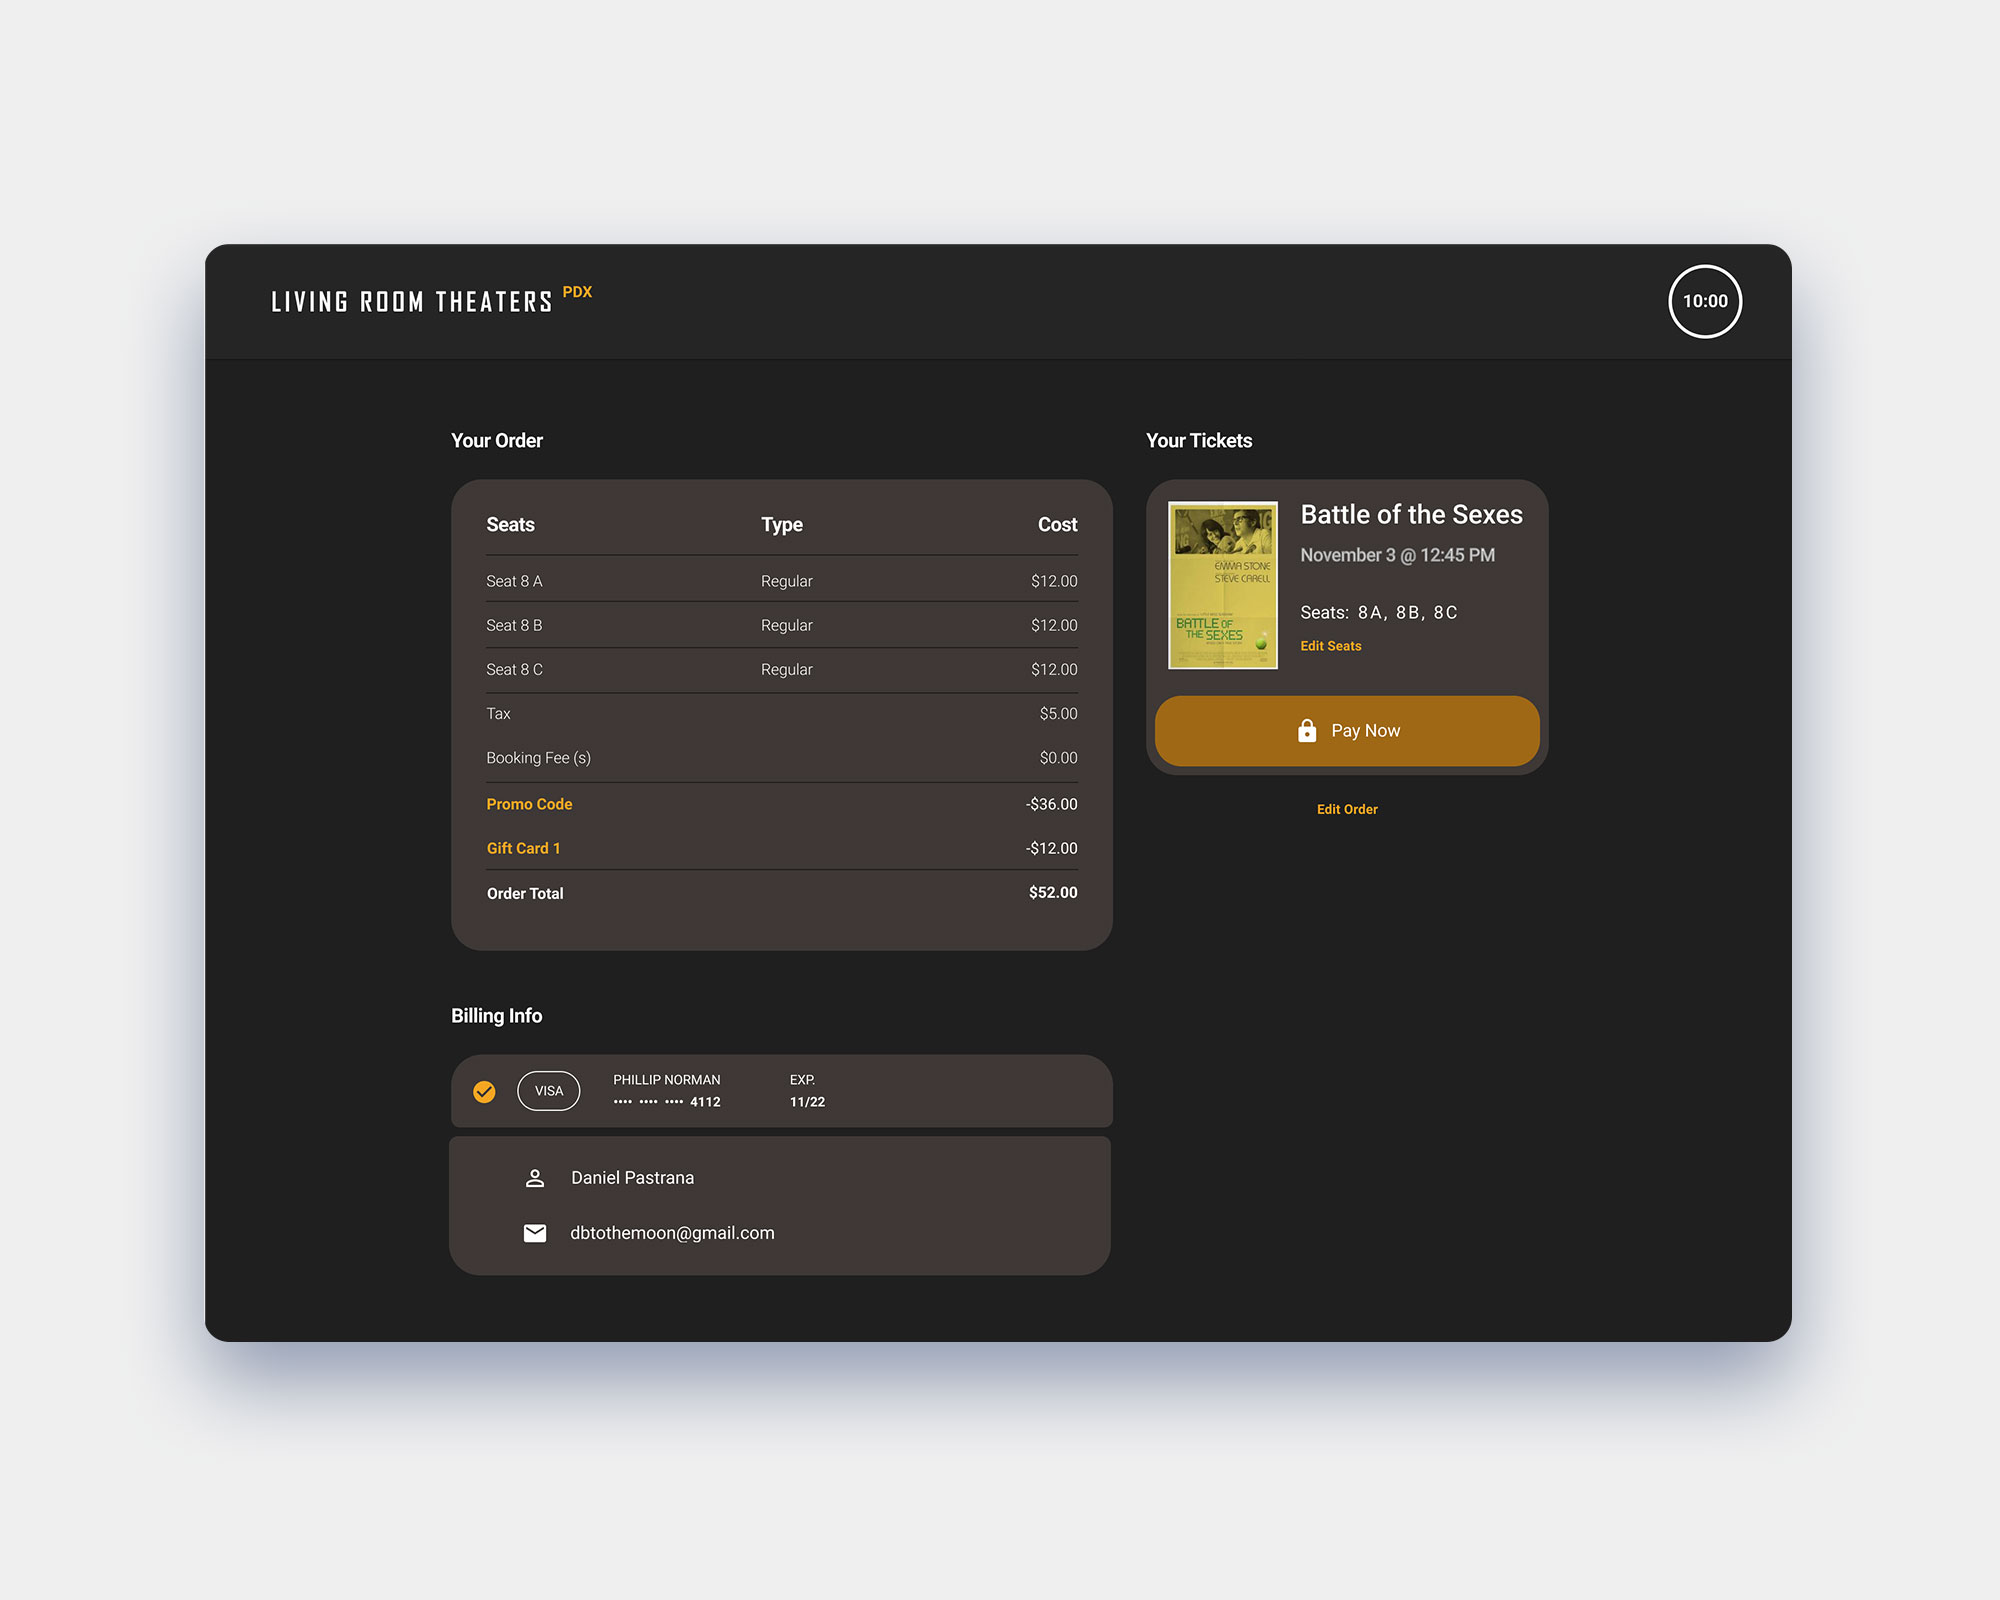 LIVING ROOM THEATERS PDX
10:00
Your Order
Seats Type Cost
Seat 8 A Regular $12.00
Seat 8 B Regular $12.00
Seat 8 C Regular $12.00
Tax $5.00
Booking Fee (s) $0.00
Promo Code -$36.00
Gift Card 1 -$12.00
Order Total $52.00
Your Tickets
EMMA STONE
STEVE CARELL
BATTLE OF
THE SEXES
Battle of the Sexes
November 3 @ 12:45 PM
Seats: 8A, 8B, 8C
Edit Seats
Pay Now
Edit Order
Billing Info
VISA
PHILLIP NORMAN
•••• •••• •••• 4112
EXP.
11/22
Daniel Pastrana
dbtothemoon@gmail.com